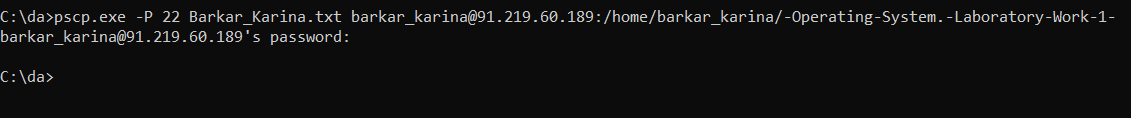 C:\da>pscp.exe -P 22 Barkar_Karina.txt barkar_karina@91.219.60.189:/home/barkar_karina/-Operating-System.-Laboratory-Work-1-
barkar_karina@91.219.60.189's password:
C:\da>